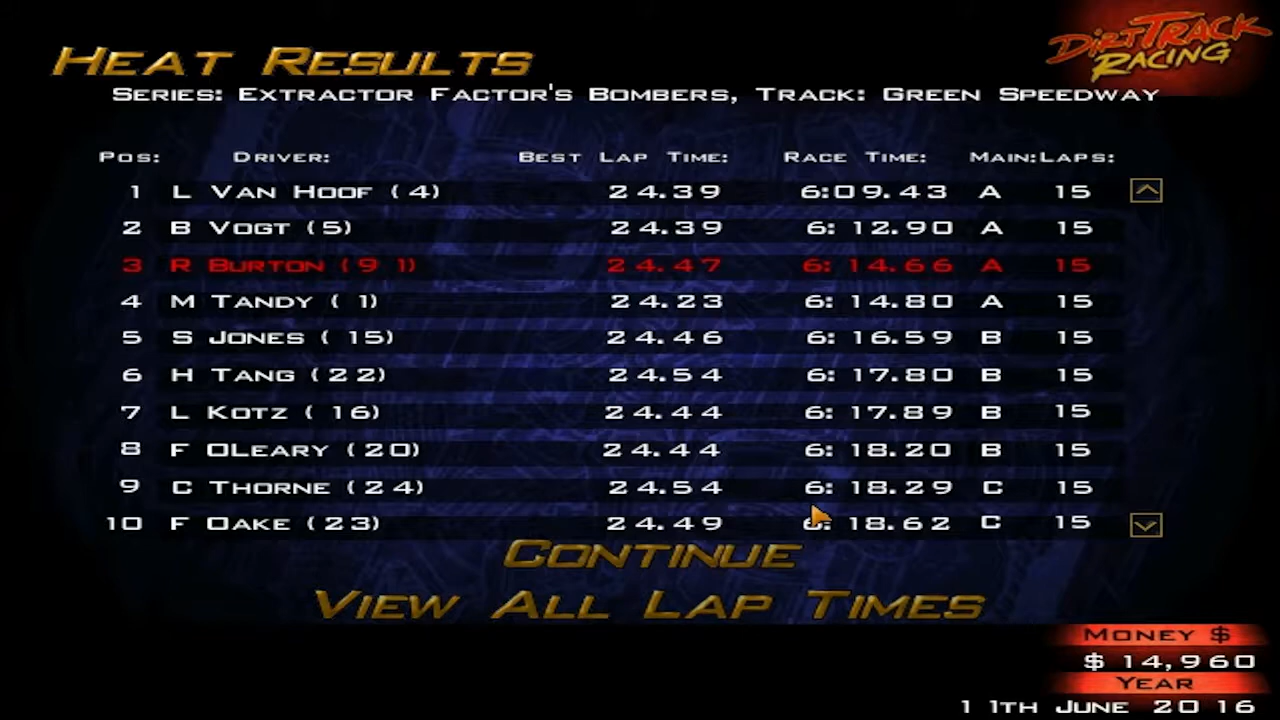 Dirt Track
Racing
Heat Results
Series: Extractor Factor's Bombers, Track: Green Speedway
Pos: Driver: Best Lap Time: Race Time: Main: Laps:
1 L Van Hoof (4) 24.39 6:09.43 A 15
2 B Vogt (5) 24.39 6:12.90 A 15
3 R Burton (91) 24.47 6:14.66 A 15
4 M Tandy (1) 24.23 6:14.80 A 15
5 S Jones (15) 24.46 6:16.59 B 15
6 H Tang (22) 24.54 6:17.80 B 15
7 L Kotz (16) 24.44 6:17.89 B 15
8 F OLeary (20) 24.44 6:18.20 B 15
9 C Thorne (24) 24.54 6:18.29 C 15
10 F Oake (23) 24.49 6:18.62 C 15
Continue
View All Lap Times
Money $
$14,960
Year
11th June 2016